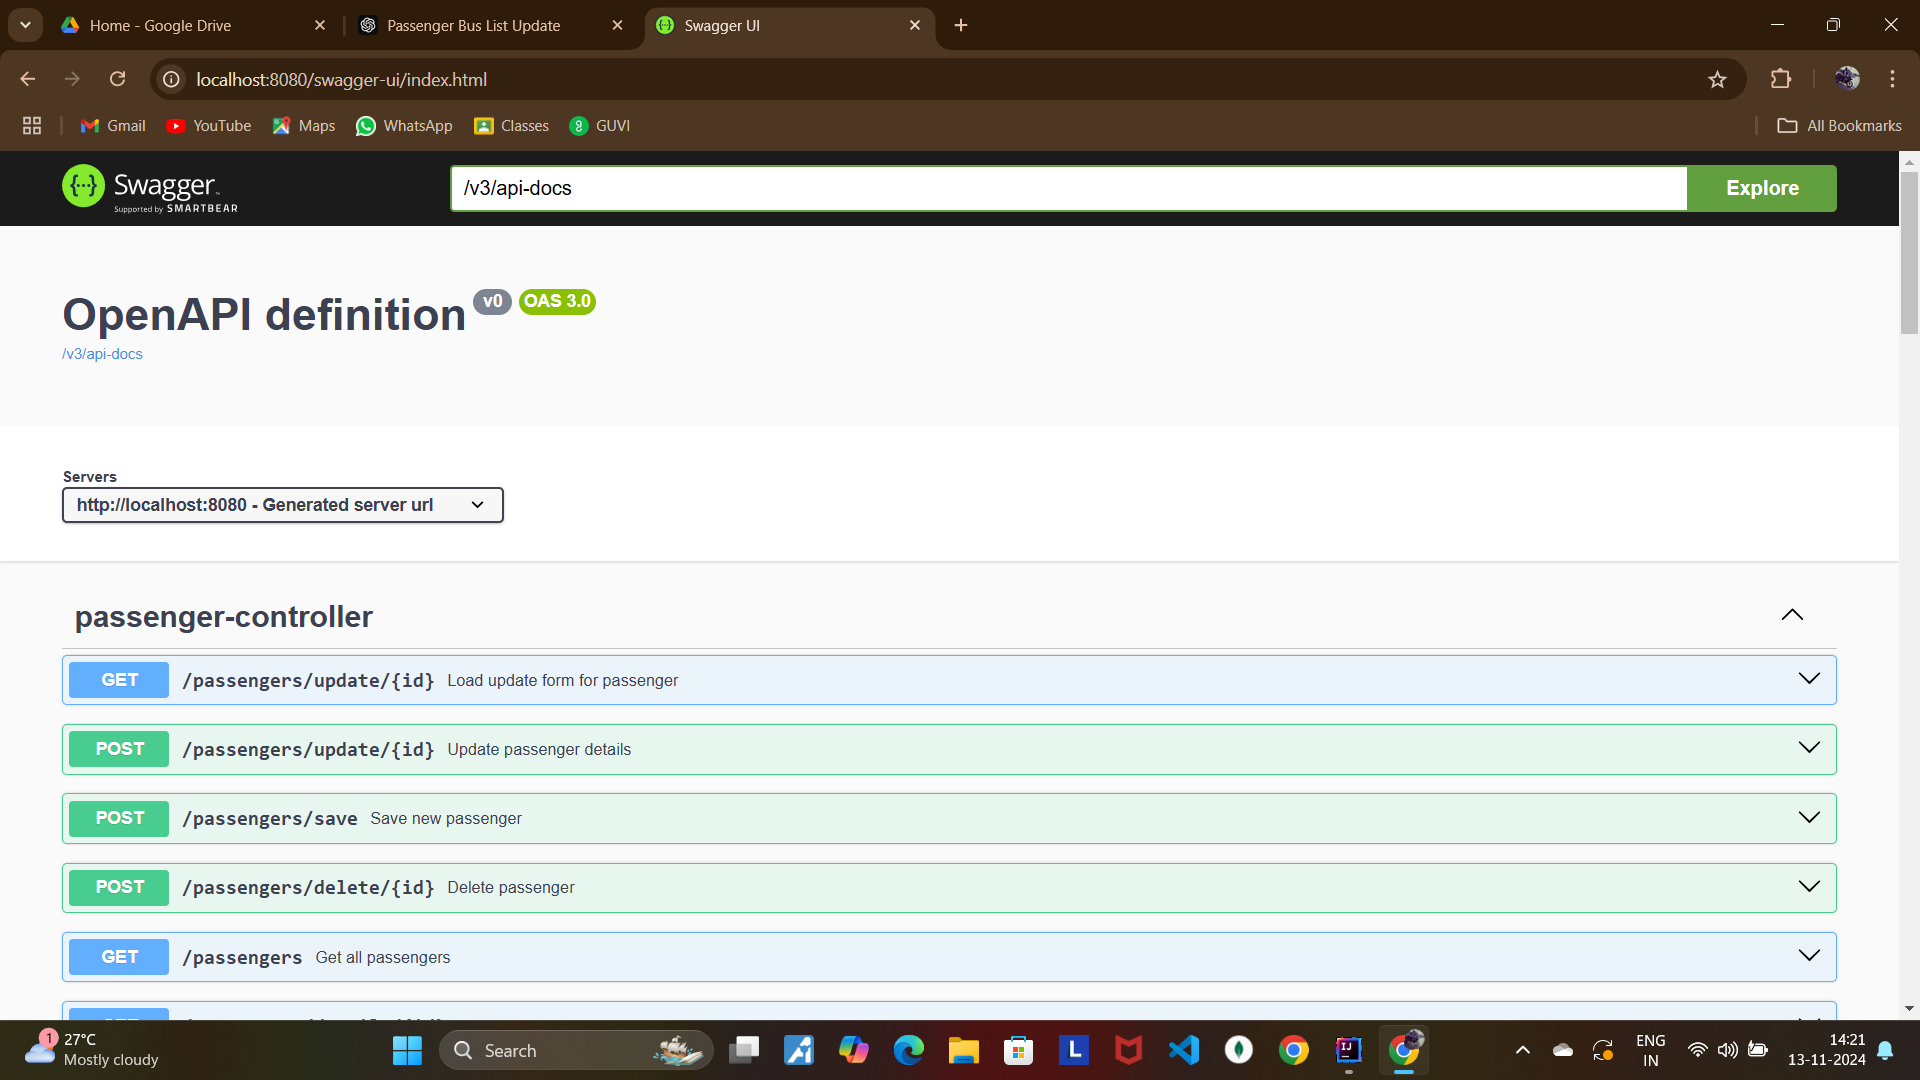 Home - Google Drive
Passenger Bus List Update
Swagger UI
localhost:8080/swagger-ui/index.html
Gmail
YouTube
Maps
WhatsApp
Classes
GUVI
All Bookmarks
Swagger
Supported by SMARTBEAR
/v3/api-docs
Explore
OpenAPI definition v0 OAS 3.0
/v3/api-docs
Servers
http://localhost:8080 - Generated server url
passenger-controller
GET /passengers/update/{id} Load update form for passenger
POST /passengers/update/{id} Update passenger details
POST /passengers/save Save new passenger
POST /passengers/delete/{id} Delete passenger
GET /passengers Get all passengers
1
27°C
Mostly cloudy
Search
L
IJ
ENG
IN
14:21
13-11-2024